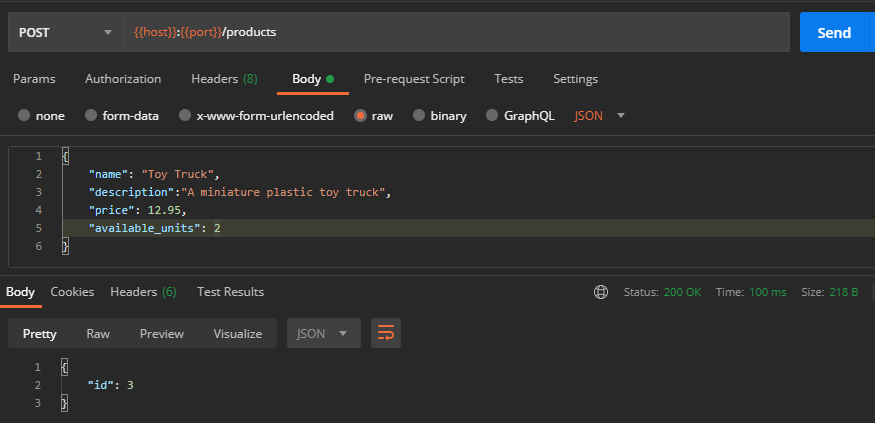 POST {{host}}:{{port}}/products Send
Params Authorization Headers (8) Body Pre-request Script Tests Settings
none form-data x-www-form-urlencoded raw binary GraphQL JSON
1 {
2 "name": "Toy Truck",
3 "description":"A miniature plastic toy truck",
4 "price": 12.95,
5 "available_units": 2
6 }
Body Cookies Headers (6) Test Results Status: 200 OK Time: 100 ms Size: 218 B
Pretty Raw Preview Visualize JSON
1 {
2 "id": 3
3 }